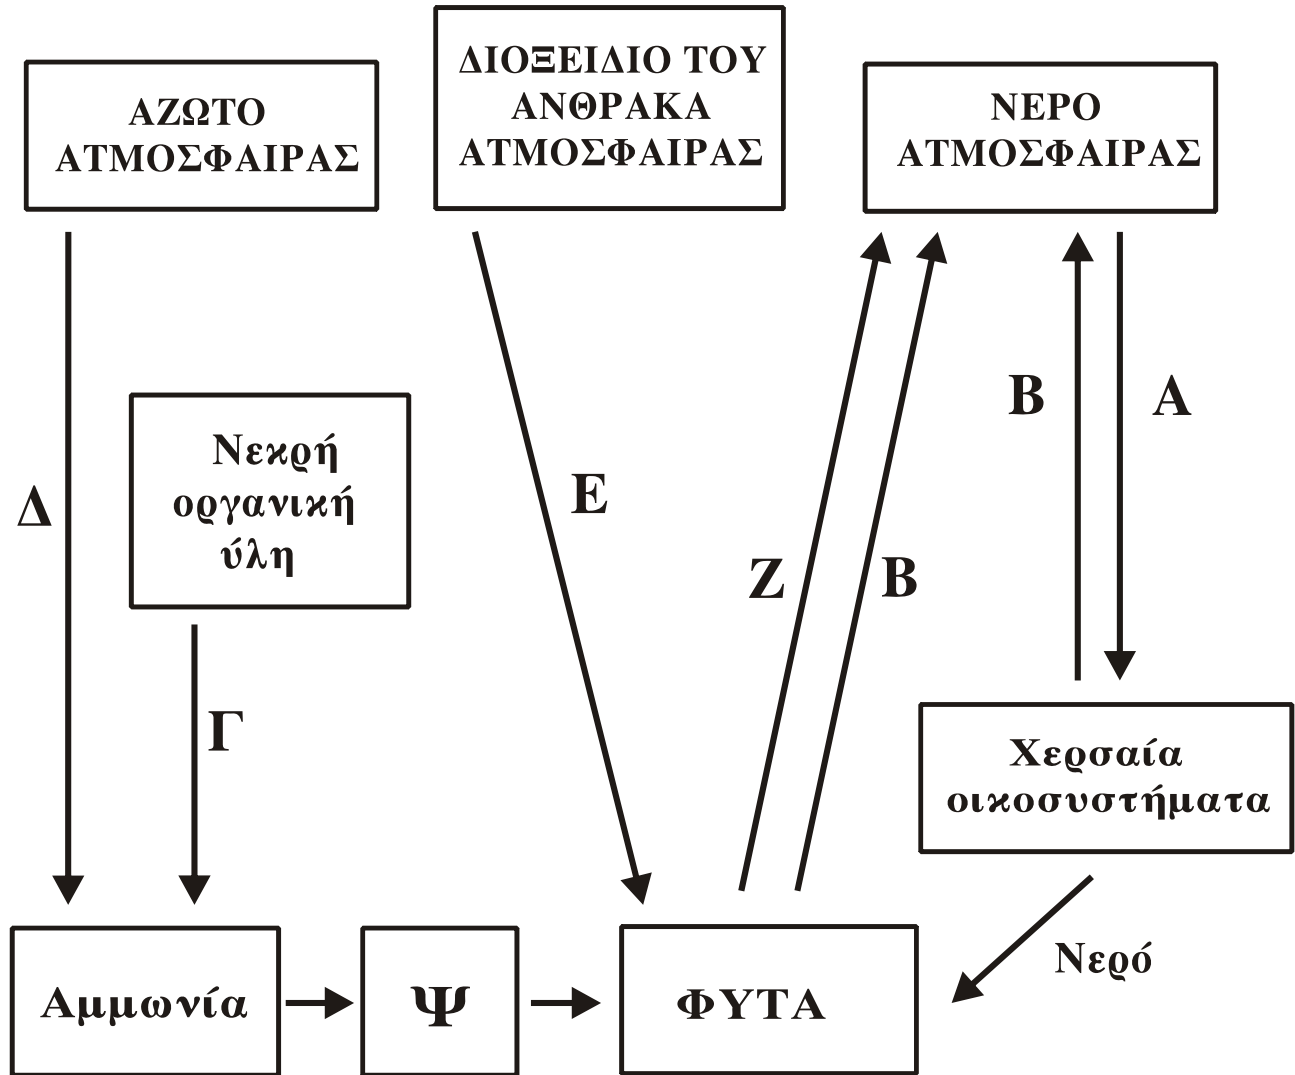 ΑΖΩΤΟ
ΑΤΜΟΣΦΑΙΡΑΣ
ΔΙΟΞΕΙΔΙΟ ΤΟΥ
ΑΝΘΡΑΚΑ
ΑΤΜΟΣΦΑΙΡΑΣ
ΝΕΡΟ
ΑΤΜΟΣΦΑΙΡΑΣ
Δ
Νεκρή
οργανική
ύλη
Γ
Ε
Ζ
Β
Β
Α
Χερσαία
οικοσυστήματα
Νερό
Αμμωνία
Ψ
ΦΥΤΑ